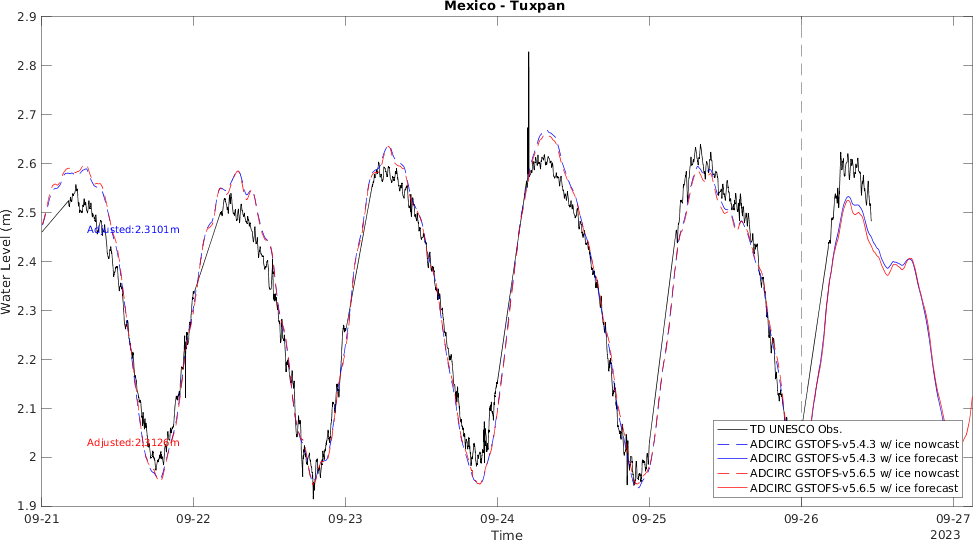 Mexico - Tuxpan
2.9
2.8
2.7
2.6
2.5
2.4
2.3
2.2
2.1
2
1.9
Water Level (m)
Adjusted:2.3101m
Adjusted:2.3126m
TD UNESCO Obs.
ADCIRC GSTOFS-v5.4.3 w/ ice nowcast
ADCIRC GSTOFS-v5.4.3 w/ ice forecast
ADCIRC GSTOFS-v5.6.5 w/ ice nowcast
ADCIRC GSTOFS-v5.6.5 w/ ice forecast
09-21 09-22 09-23 09-24 09-25 09-26 09-27
Time
2023